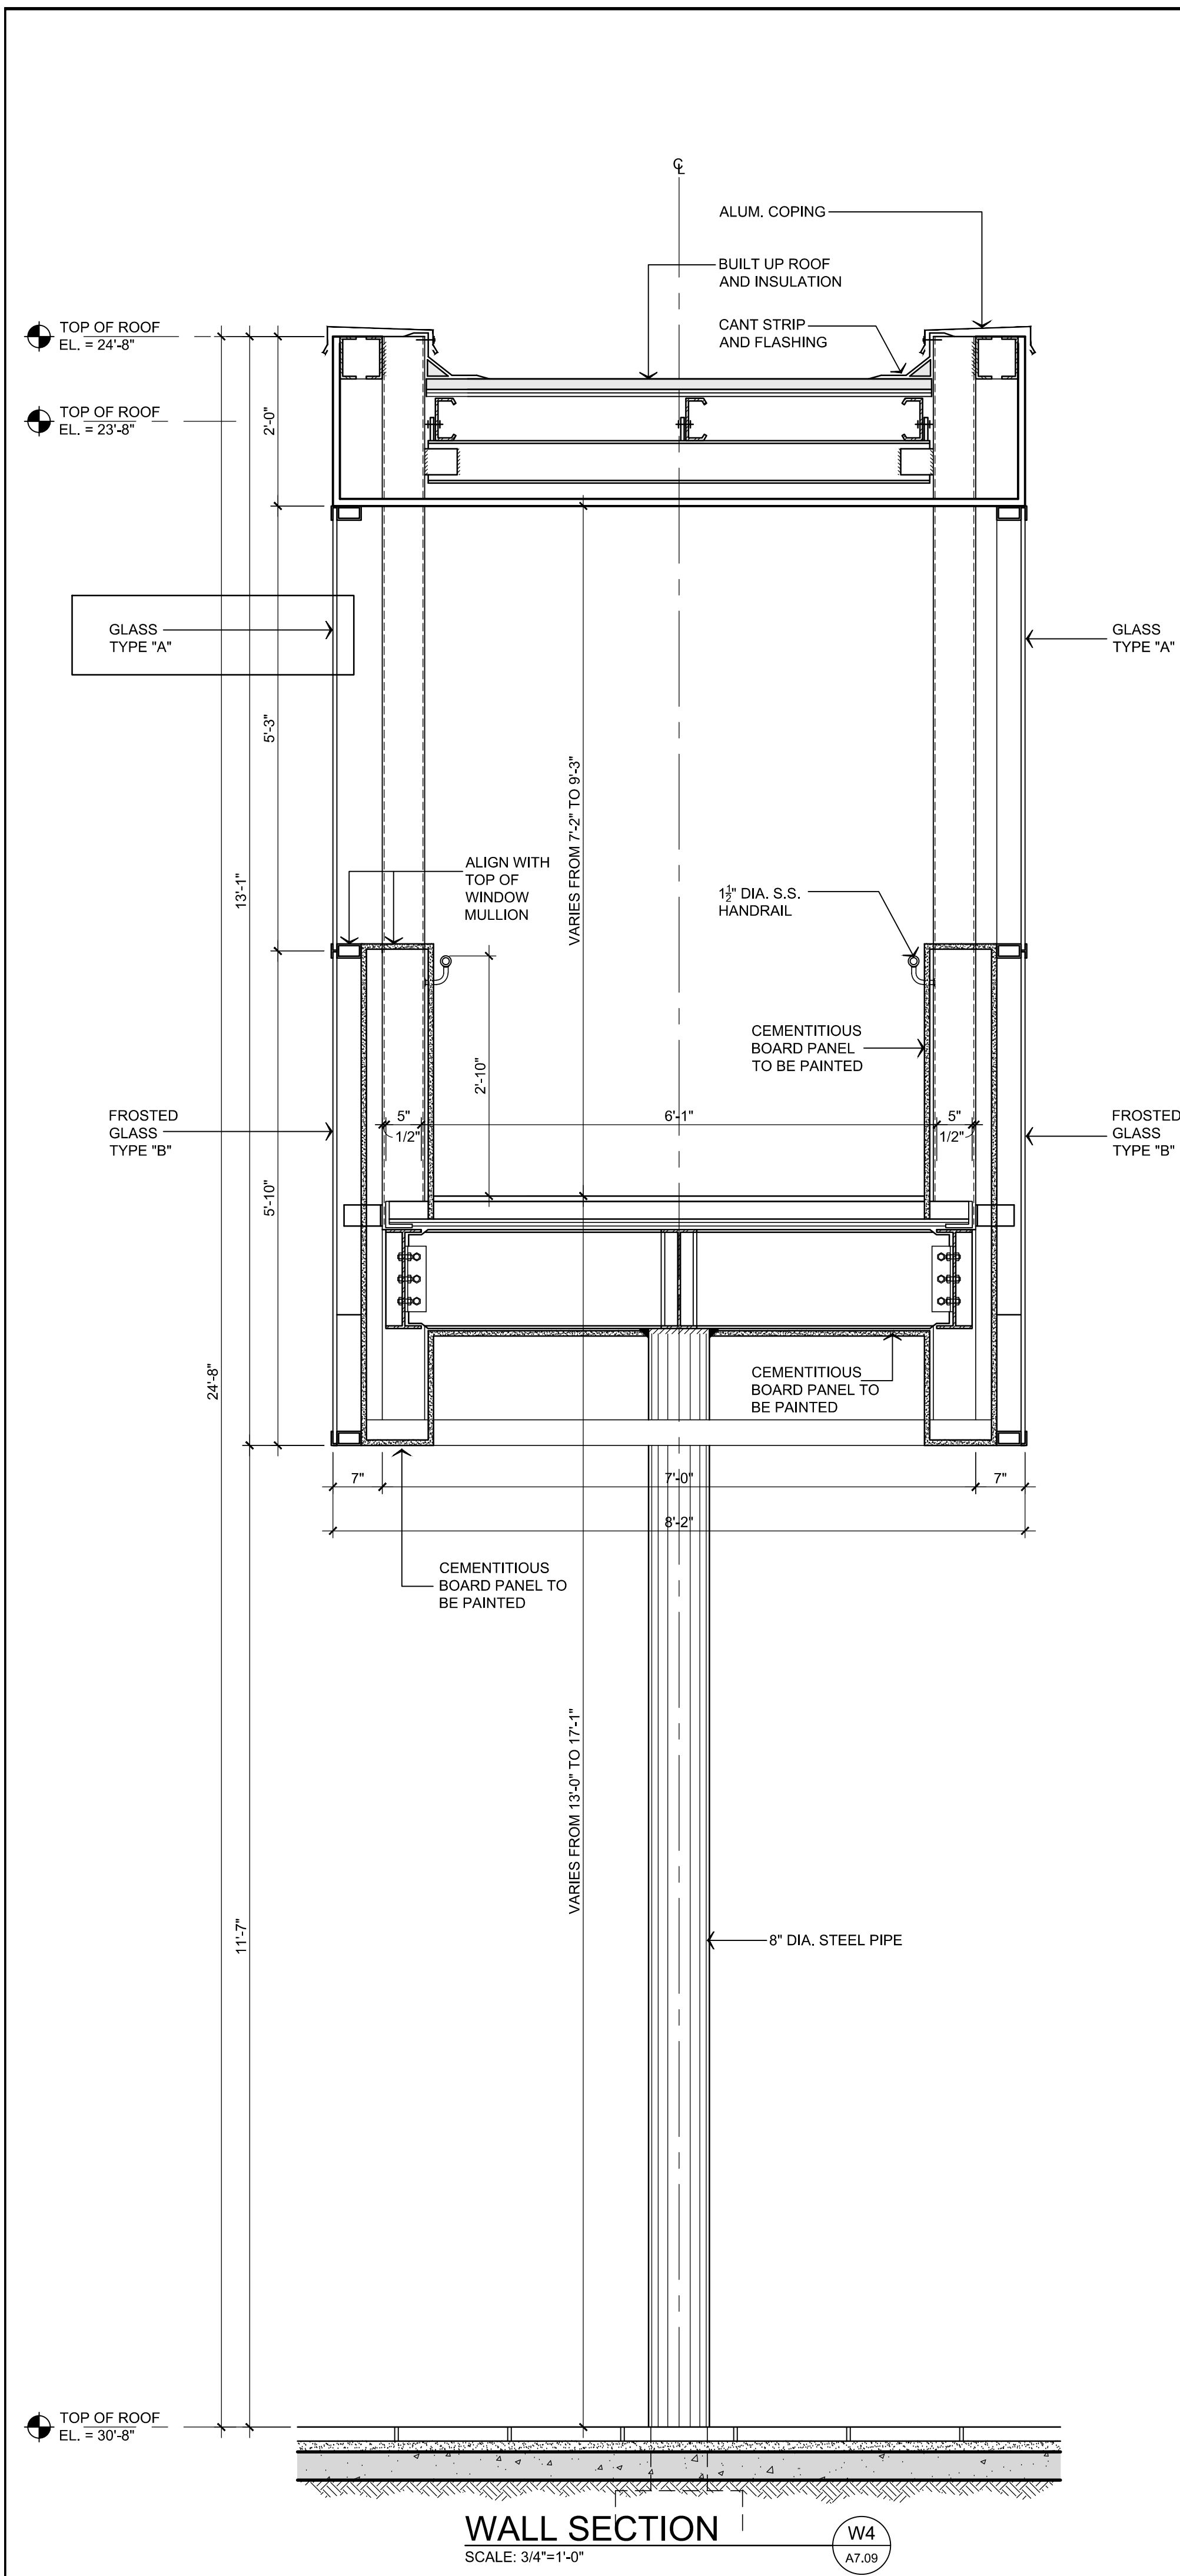 ℄
ALUM. COPING
BUILT UP ROOF
AND INSULATION
CANT STRIP
AND FLASHING
TOP OF ROOF
EL. = 24'-8"
TOP OF ROOF
EL. = 23'-8"
2'-0"
GLASS
TYPE "A"
GLASS
TYPE "A"
5'-3"
VARIES FROM 7'-2" TO 9'-3"
13'-1"
ALIGN WITH
TOP OF
WINDOW
MULLION
1½" DIA. S.S.
HANDRAIL
CEMENTITIOUS
BOARD PANEL
TO BE PAINTED
2'-10"
FROSTED
GLASS
TYPE "B"
5"
1/2"
6'-1"
5"
1/2"
FROSTED
GLASS
TYPE "B"
5'-10"
24'-8"
CEMENTITIOUS
BOARD PANEL TO
BE PAINTED
7"
7'-0"
7"
8'-2"
CEMENTITIOUS
BOARD PANEL TO
BE PAINTED
VARIES FROM 13'-0" TO 17'-1"
11'-7"
8" DIA. STEEL PIPE
TOP OF ROOF
EL. = 30'-8"
WALL SECTION
SCALE: 3/4"=1'-0"
W4
A7.09